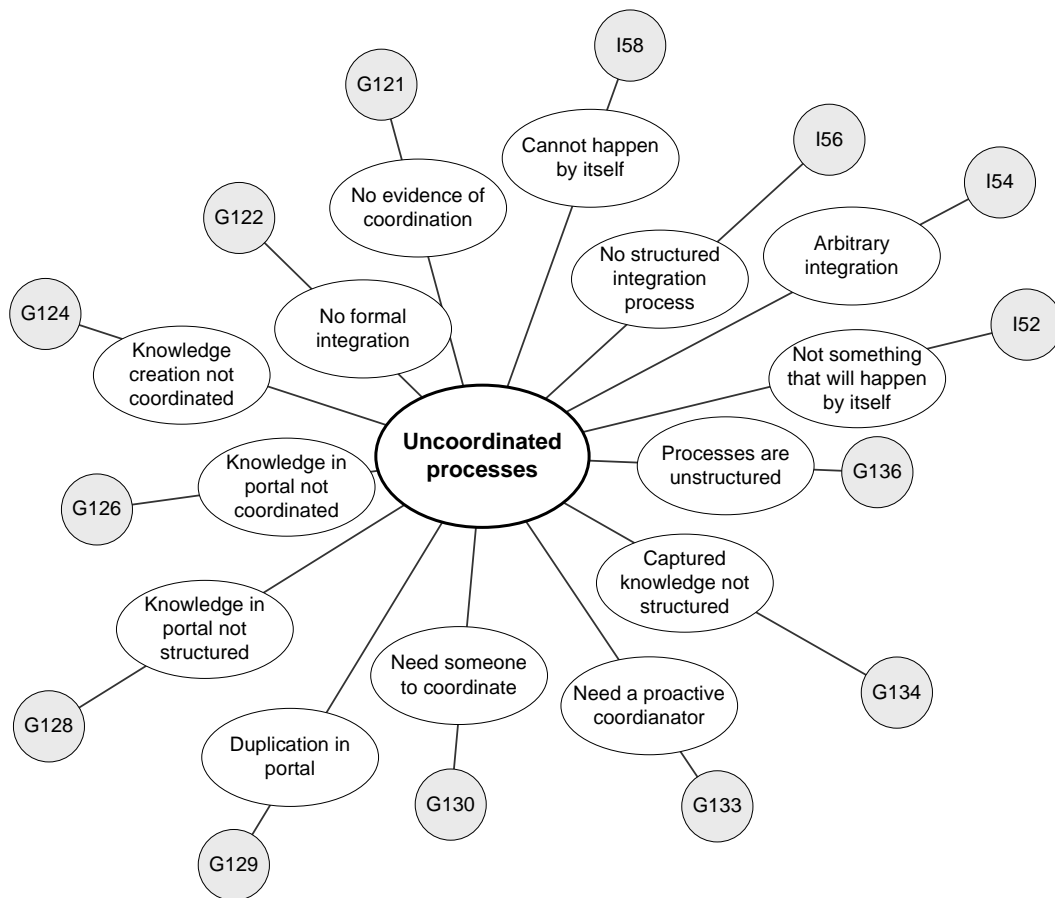 I58
G121
I56
Cannot happen
by itself
I54
No evidence of
coordination
G122
No structured
integration
process
Arbitrary
integration
G124
No formal
integration
I52
Knowledge
creation not
coordinated
Not something
that will happen
by itself
Uncoordinated
processes
Processes are
unstructured
G136
Knowledge in
portal not
coordinated
G126
Captured
knowledge not
structured
Knowledge in
portal not
structured
Need someone
to coordinate
Need a proactive
coordianator
G134
G128
Duplication in
portal
G130
G133
G129